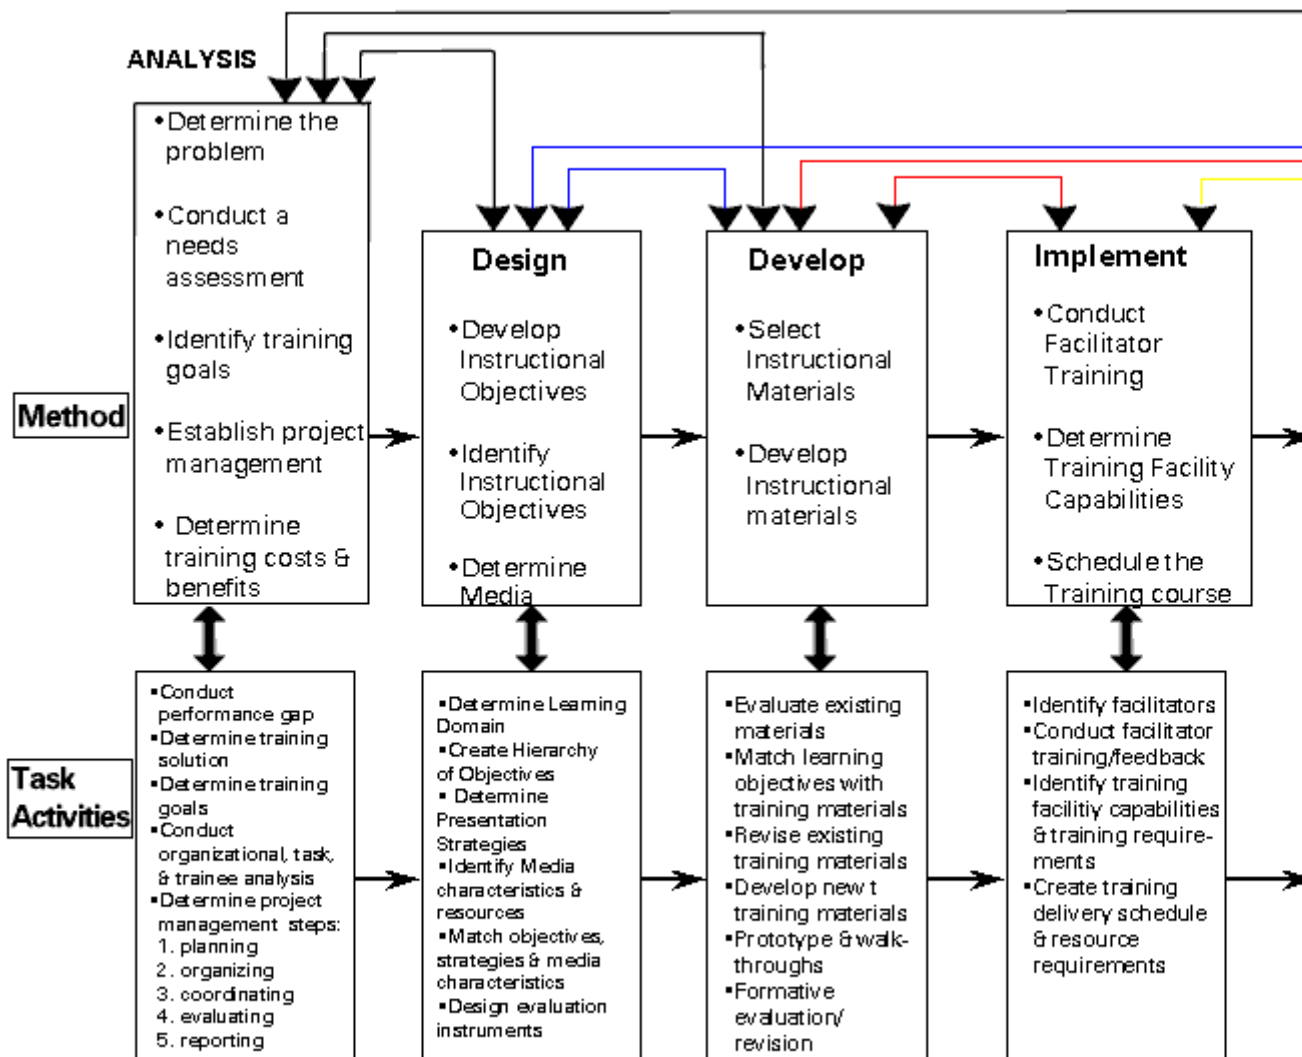 ANALYSIS
•Determine the
problem
•Conduct a
needs
assessment
•Identify training
goals
•Establish project
management
• Determine
training costs &
benefits
Design
•Develop
Instructional
Objectives
•Identify
Instructional
Objectives
•Determine
Media
Develop
•Select
Instructional
Materials
•Develop
Instructional
materials
Implement
•Conduct
Facilitator
Training
•Determine
Training Facility
Capabilities
•Schedule the
Training course
Method
Task
Activities
▪Conduct
performance gap
▪Determine training
solution
▪Determine training
goals
▪Conduct
organizational, task,
& trainee analysis
▪Determine project
management steps:
1. planning
2. organizing
3. coordinating
4. evaluating
5. reporting
▪Determine Learning
Domain
▪Create Hierarchy
of Objectives
▪ Determine
Presentation
Strategies
▪Identify Media
characteristics &
resources
▪Match objectives,
strategies & media
characteristics
▪Design evaluation
instruments
▪Evaluate existing
materials
▪Match learning
objectives with
training materials
▪Revise existing
training materials
▪Develop new t
training materials
▪Prototype & walk-
throughs
▪Formative
evaluation/
revision
▪Identify facilitators
▪Conduct facilitator
training/feedback
▪Identify training
facilitiy capabilities
& training require-
ments
▪Create training
delivery schedule
& resource
requirements